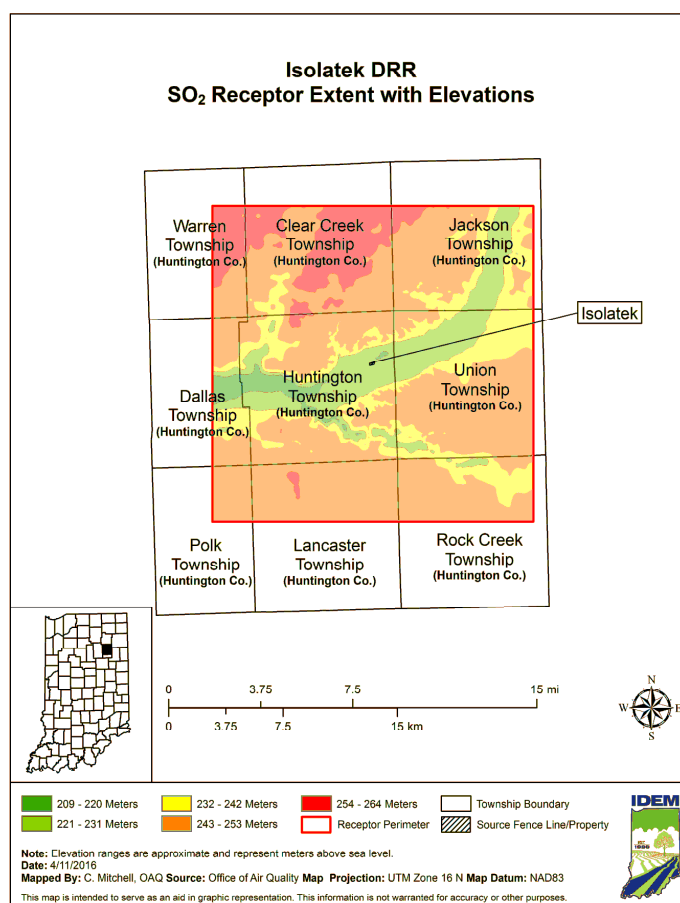 Isolatek DRR
SO₂ Receptor Extent with Elevations
Warren
Township
(Huntington Co.)
Clear Creek
Township
(Huntington Co.)
Jackson
Township
(Huntington Co.)
Isolatek
Dallas
Township
(Huntington Co.)
Huntington
Township
(Huntington Co.)
Union
Township
(Huntington Co.)
Polk
Township
(Huntington Co.)
Lancaster
Township
(Huntington Co.)
Rock Creek
Township
(Huntington Co.)
0 3.75 7.5 15 mi
0 3.75 7.5 15 km
N
W E
S
209 - 220 Meters
232 - 242 Meters
254 - 264 Meters
Township Boundary
221 - 231 Meters
243 - 253 Meters
Receptor Perimeter
Source Fence Line/Property
IDEM
1986
Note: Elevation ranges are approximate and represent meters above sea level.
Date: 4/11/2016
Mapped By: C. Mitchell, OAQ Source: Office of Air Quality Map Projection: UTM Zone 16 N Map Datum: NAD83
This map is intended to serve as an aid in graphic representation. This information is not warranted for accuracy or other purposes.